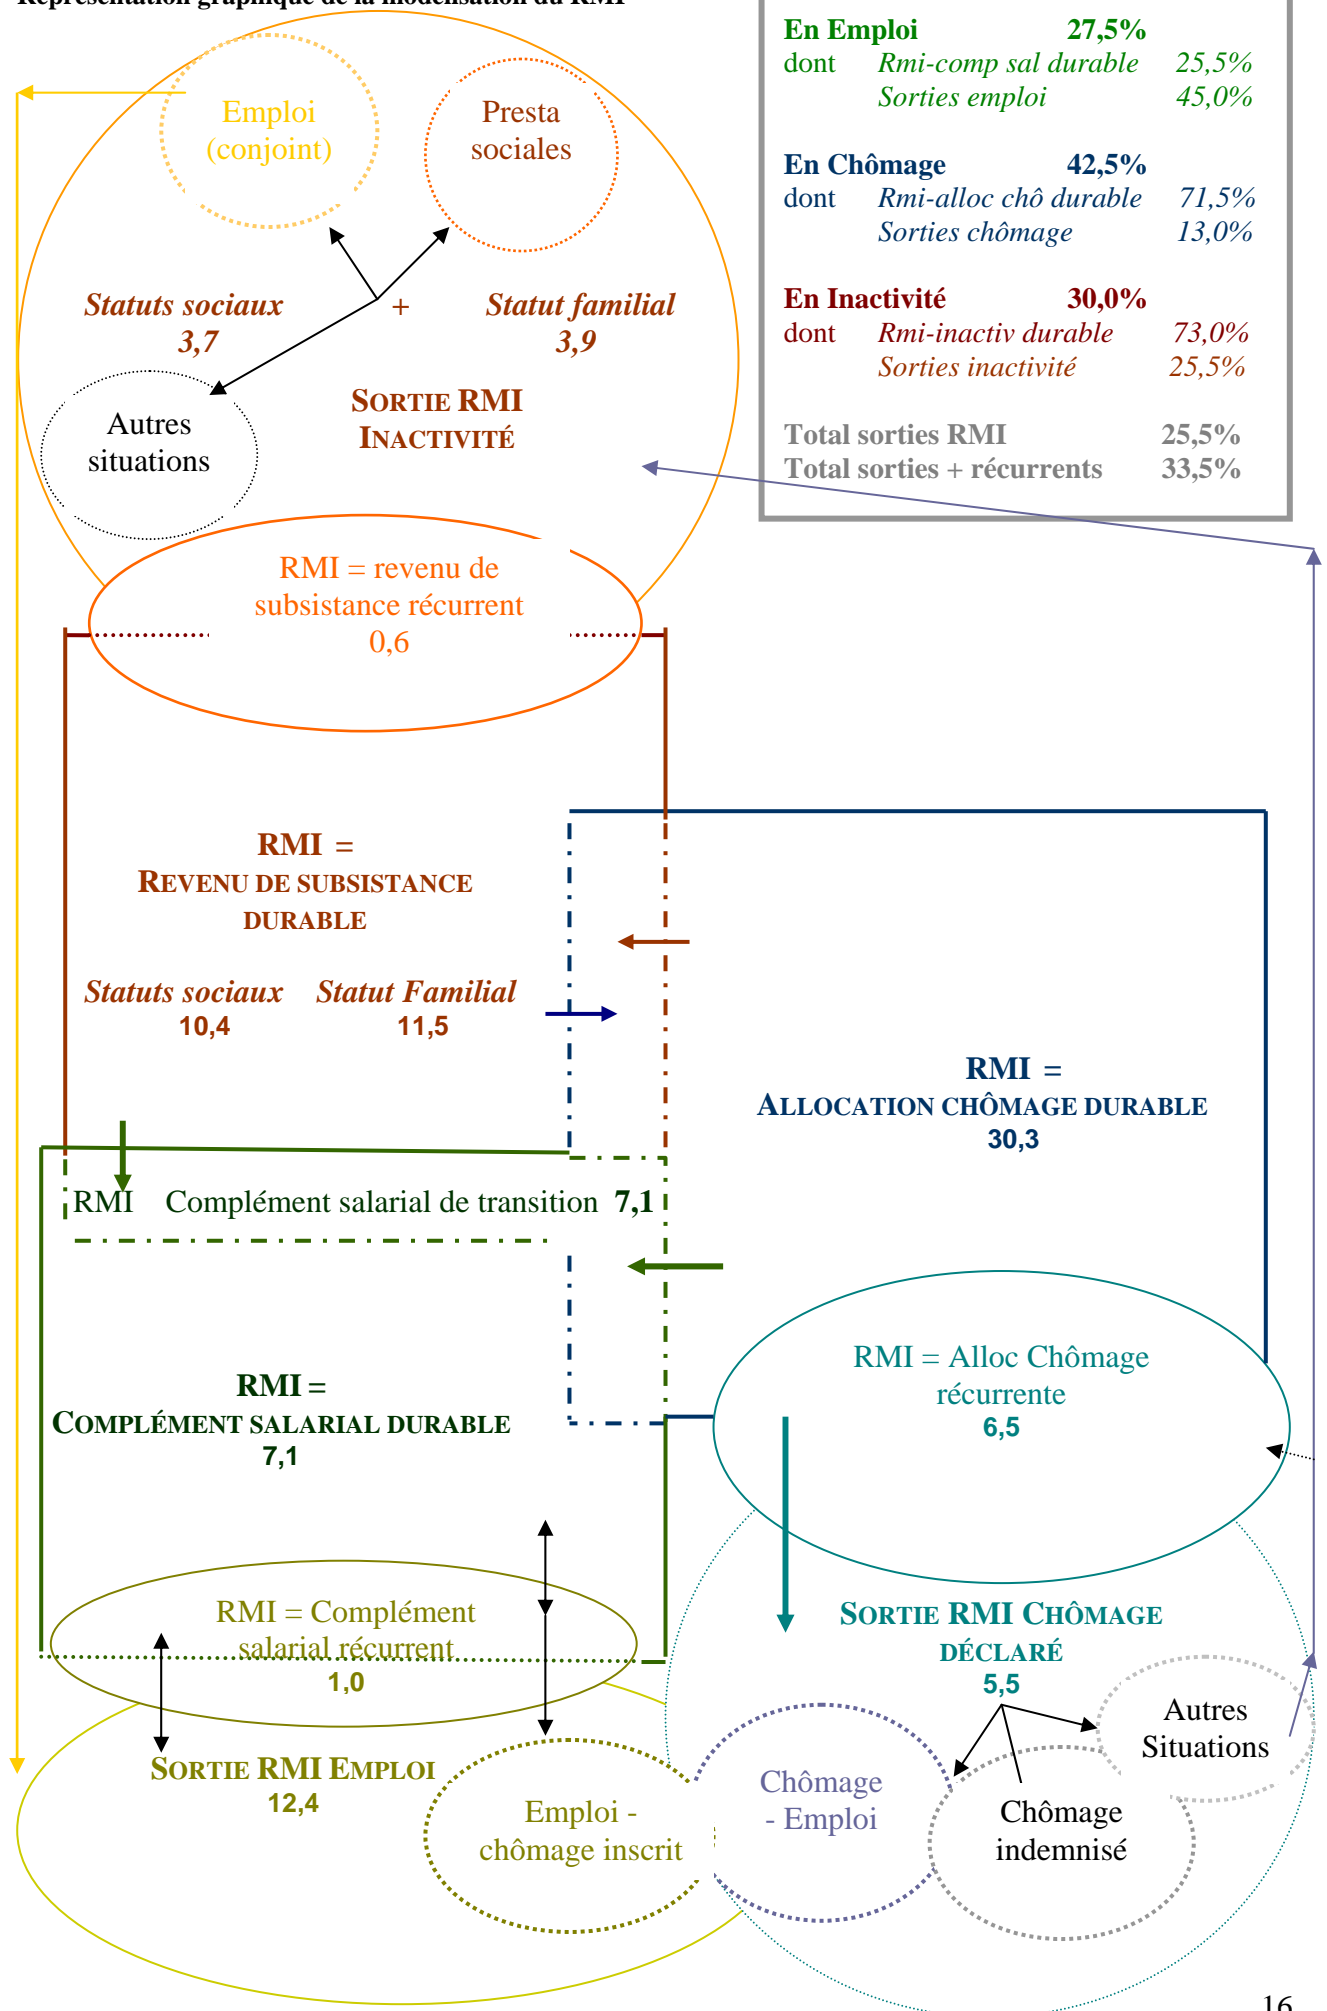 Représentation graphique de la modélisation du RMI
En Emploi 27,5%
dont Rmi-comp sal durable 25,5%
Sorties emploi 45,0%
En Chômage 42,5%
dont Rmi-alloc chô durable 71,5%
Sorties chômage 13,0%
En Inactivité 30,0%
dont Rmi-inactiv durable 73,0%
Sorties inactivité 25,5%
Total sorties RMI 25,5%
Total sorties + récurrents 33,5%
Emploi
(conjoint)
Presta
sociales
Statuts sociaux + Statut familial
3,7 3,9
SORTIE RMI
INACTIVITÉ
Autres
situations
RMI = revenu de
subsistance récurrent
0,6
RMI =
REVENU DE SUBSISTANCE
DURABLE
Statuts sociaux Statut Familial
10,4 11,5
RMI =
ALLOCATION CHÔMAGE DURABLE
30,3
RMI Complément salarial de transition 7,1
RMI =
COMPLÉMENT SALARIAL DURABLE
7,1
RMI = Alloc Chômage
récurrente
6,5
RMI = Complément
salarial récurrent
1,0
SORTIE RMI CHÔMAGE
DÉCLARÉ
5,5
SORTIE RMI EMPLOI
12,4
Emploi -
chômage inscrit
Chômage
- Emploi
Chômage
indemnisé
Autres
Situations
16